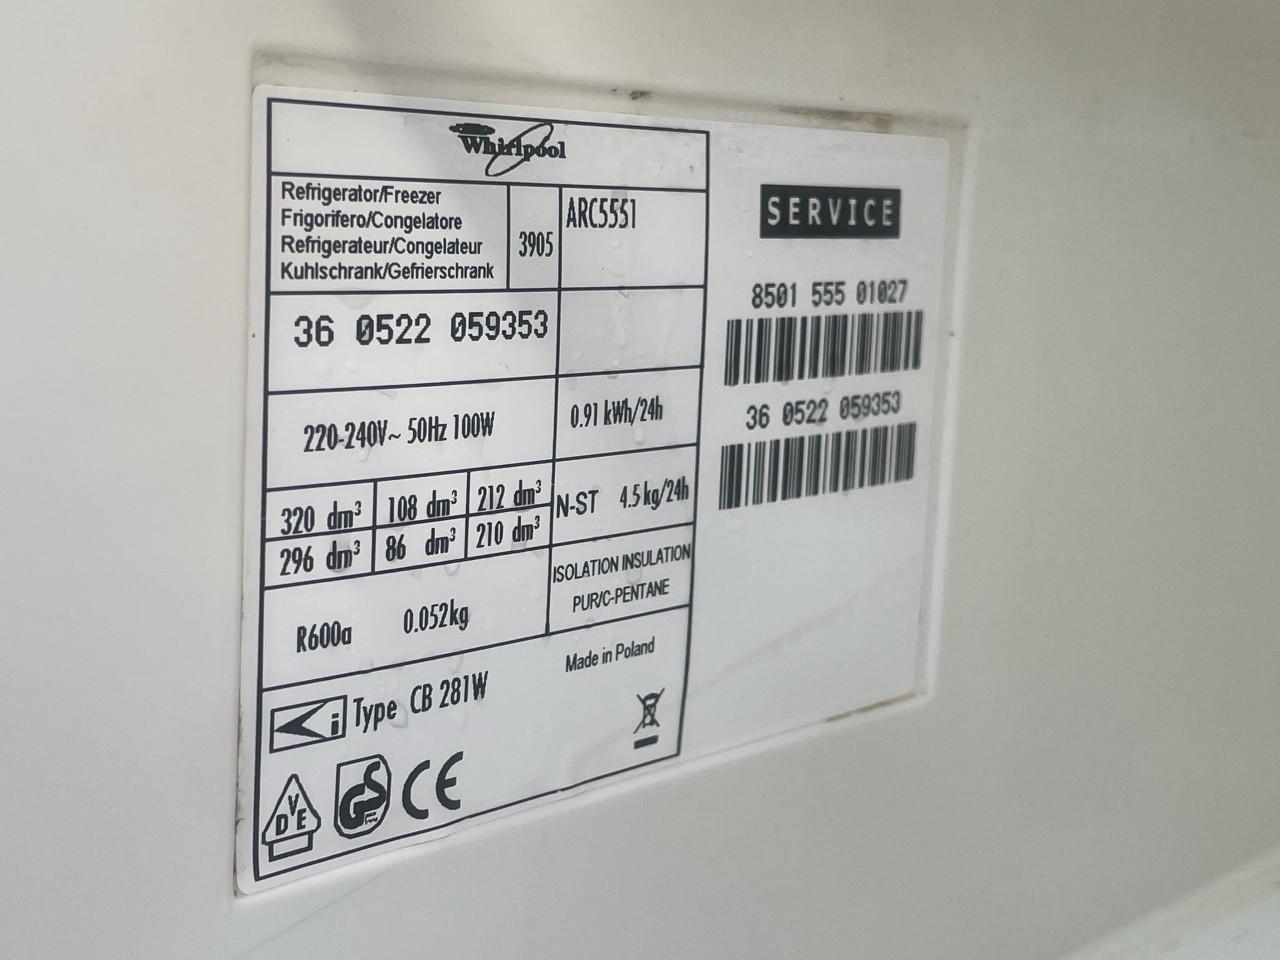 Whirlpool
Refrigerator/Freezer
Frigorifero/Congelatore
Refrigerateur/Congelateur
Kuhlschrank/Gefrierschrank
3905
ARC5551
36 0522 059353
220-240V~ 50Hz 100W
0.91 kWh/24h
320 dm³ 108 dm³ 212 dm³
296 dm³ 86 dm³ 210 dm³
N-ST 4.5 kg/24h
ISOLATION INSULATION
PUR/C-PENTANE
R600a 0.052kg
Made in Poland
i Type CB 281W
VDE GS CE
SERVICE
8501 555 01027
36 0522 059353